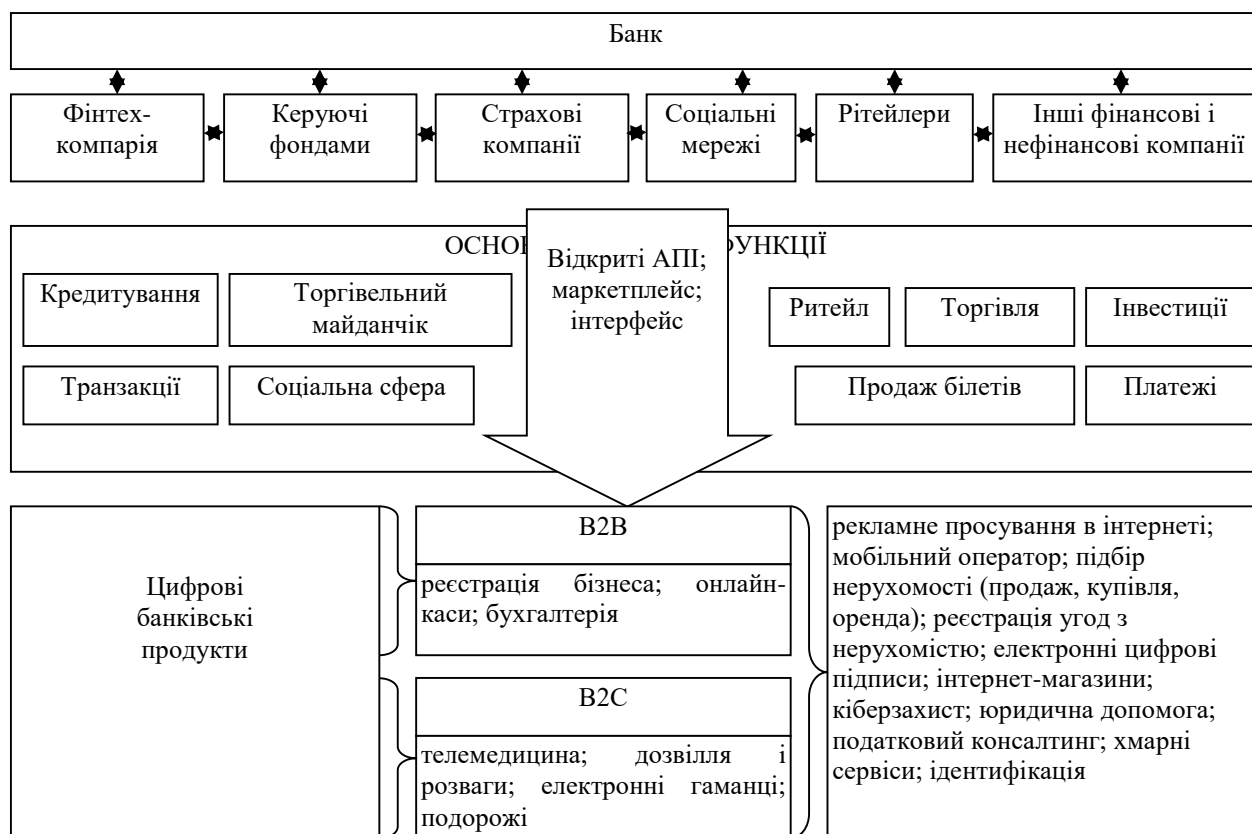 Банк
Фінтех-
компарія
Керуючі
фондами
Страхові
компанії
Соціальні
мережі
Рітейлери
Інші фінансові і
нефінансові компанії
Відкриті АПІ;
маркетплейс;
інтерфейс
Кредитування
Торгівельний
майданчік
Ритейл
Торгівля
Інвестиції
Транзакції
Соціальна сфера
Продаж білетів
Платежі
Цифрові
банківські
продукти
B2B
реєстрація бізнеса; онлайн-
каси; бухгалтерія
B2C
телемедицина; дозвілля і
розваги; електронні гаманці;
подорожі
рекламне просування в інтернеті;
мобільний оператор; підбір
нерухомості (продаж, купівля,
оренда); реєстрація угод з
нерухомістю; електронні цифрові
підписи; інтернет-магазини;
кіберзахист; юридична допомога;
податковий консалтинг; хмарні
сервіси; ідентифікація